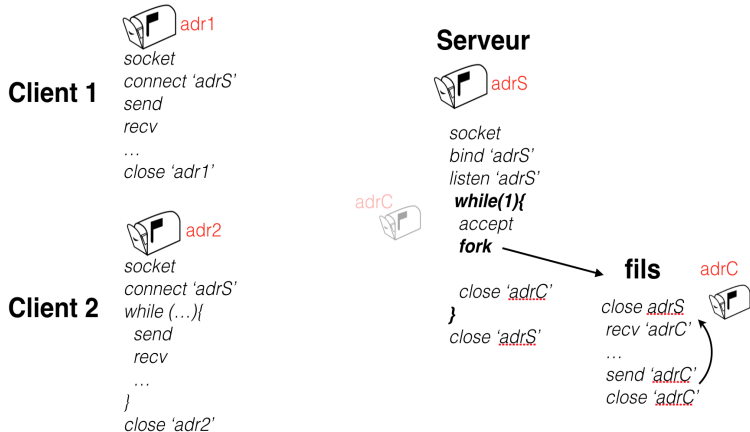 adr1
Client 1
socket
connect ‘adrS’
send
recv
…
close ‘adr1’
adr2
Client 2
socket
connect ‘adrS’
while (…){
send
recv
…
}
close ‘adr2’
adrC
Serveur
adrS
socket
bind ‘adrS’
listen ‘adrS’
while(1){
accept
fork
close ‘adrC’
}
close ‘adrS’
fils
adrC
close adrS
recv ‘adrC’
…
send ‘adrC’
close ‘adrC’